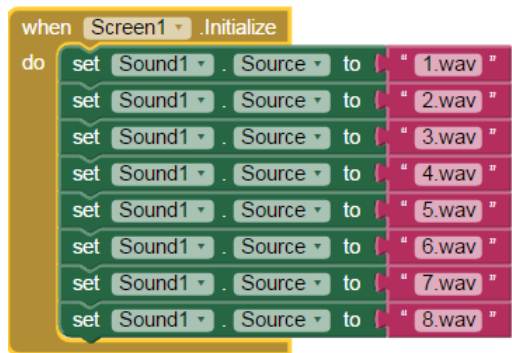 when Screen1 .Initialize
do set Sound1 . Source to " 1.wav "
set Sound1 . Source to " 2.wav "
set Sound1 . Source to " 3.wav "
set Sound1 . Source to " 4.wav "
set Sound1 . Source to " 5.wav "
set Sound1 . Source to " 6.wav "
set Sound1 . Source to " 7.wav "
set Sound1 . Source to " 8.wav "